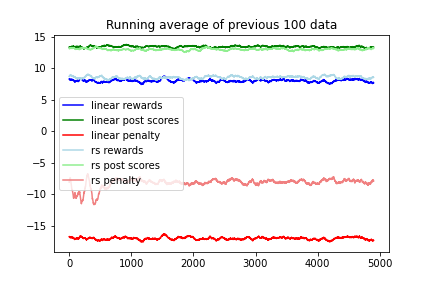 Running average of previous 100 data
15
10
5
0
−5
−10
−15
linear rewards
linear post scores
linear penalty
rs rewards
rs post scores
rs penalty
0 1000 2000 3000 4000 5000